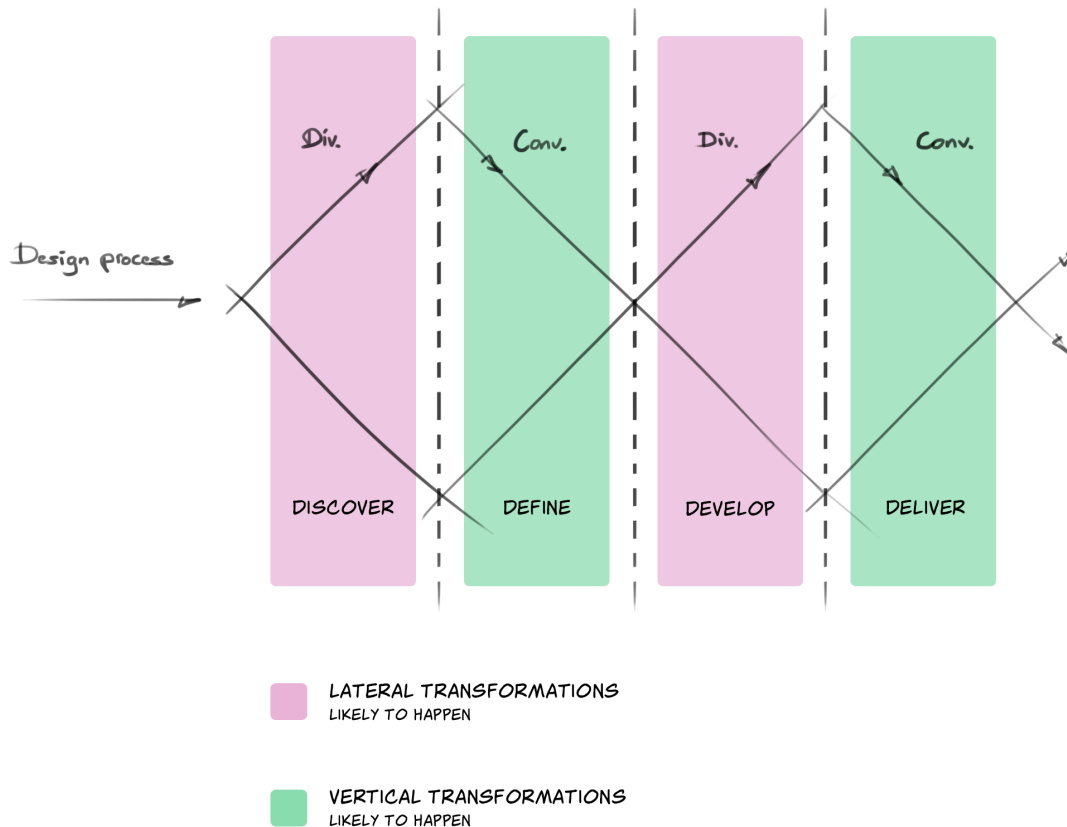 Div.
Conv.
Div.
Conv.
Design process
DISCOVER
DEFINE
DEVELOP
DELIVER
LATERAL TRANSFORMATIONS
LIKELY TO HAPPEN
VERTICAL TRANSFORMATIONS
LIKELY TO HAPPEN